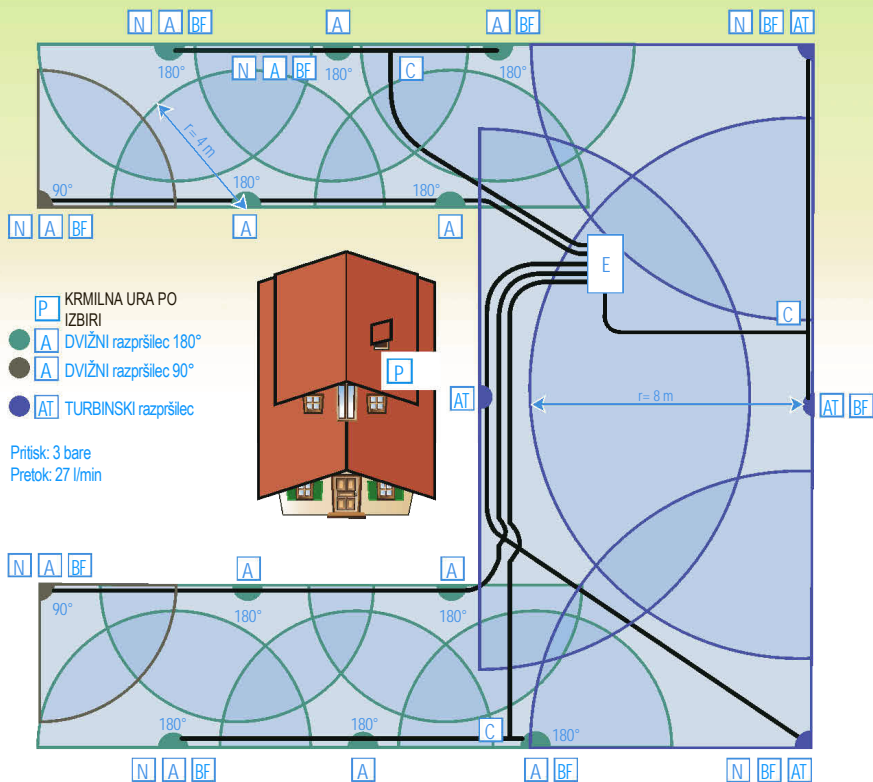 N A BF
A
A BF
N BF AT
180°
N A BF
180°
C
180°
r= 4 m
90°
180°
180°
N A BF
A
A
E
P KRMILNA URA PO
IZBIRI
A DVIŽNI razpršilec 180°
A DVIŽNI razpršilec 90°
AT TURBINSKI razpršilec
Pritisk: 3 bare
Pretok: 27 l/min
P
C
AT
r= 8 m
AT BF
N A BF
A
A
90°
180°
180°
180°
180°
C
180°
N A BF
A
A BF
N BF AT